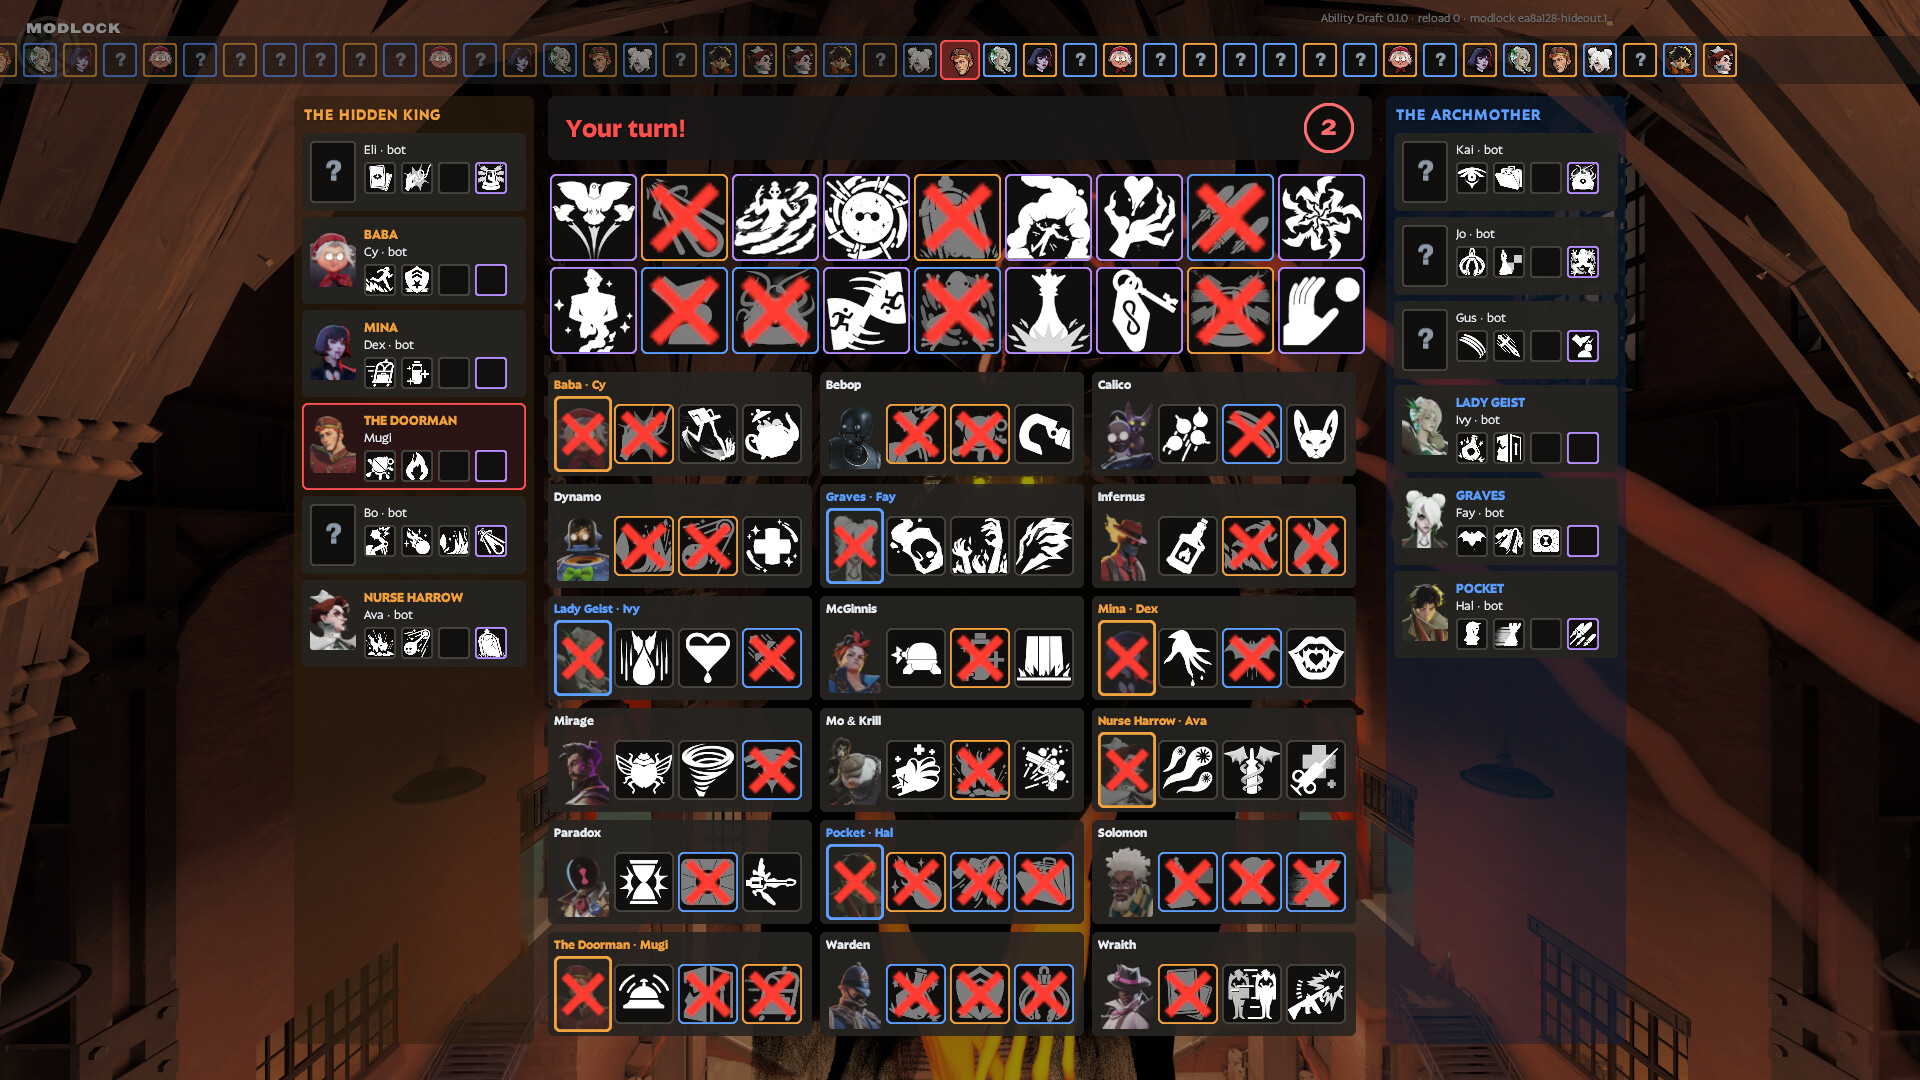 MODLOCK
Ability Draft 0.1.0 · reload 0 · modlock ea8a128-hideout.1
? ? ? ? ? ? ? ? ? ? ? ? ? ? ? ? ? ? ?
THE HIDDEN KING
?
Eli · bot
BABA
Cy · bot
MINA
Dex · bot
THE DOORMAN
Mugi
?
Bo · bot
NURSE HARROW
Ava · bot
Your turn!
2
Baba · Cy
Bebop
Calico
Dynamo
Graves · Fay
Infernus
Lady Geist · Ivy
McGinnis
Mina · Dex
Mirage
Mo & Krill
Nurse Harrow · Ava
Paradox
Pocket · Hal
Solomon
The Doorman · Mugi
Warden
Wraith
THE ARCHMOTHER
?
Kai · bot
?
Jo · bot
?
Gus · bot
LADY GEIST
Ivy · bot
GRAVES
Fay · bot
POCKET
Hal · bot